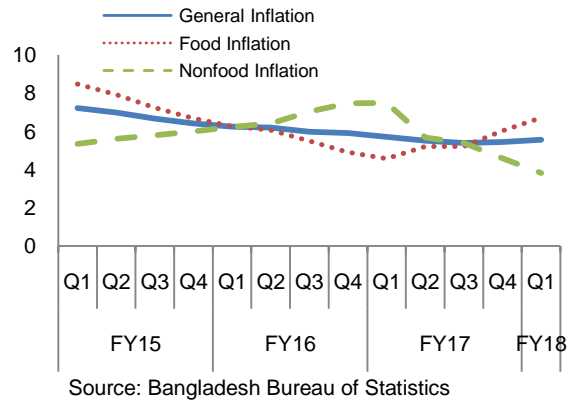 General Inflation
Food Inflation
Nonfood Inflation
10
8
6
4
2
0
Q1 Q2 Q3 Q4 Q1 Q2 Q3 Q4 Q1 Q2 Q3 Q4 Q1
FY15 FY16 FY17 FY18
Source: Bangladesh Bureau of Statistics